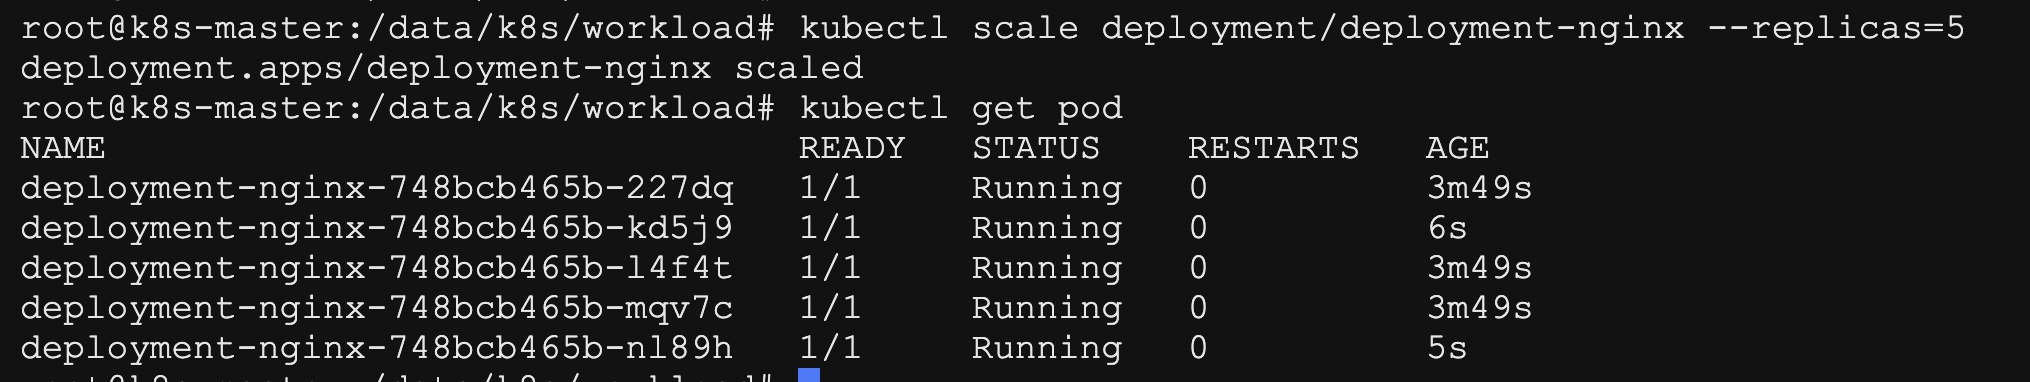 root@k8s-master:/data/k8s/workload# kubectl scale deployment/deployment-nginx --replicas=5
deployment.apps/deployment-nginx scaled
root@k8s-master:/data/k8s/workload# kubectl get pod
NAME READY STATUS RESTARTS AGE
deployment-nginx-748bcb465b-227dq 1/1 Running 0 3m49s
deployment-nginx-748bcb465b-kd5j9 1/1 Running 0 6s
deployment-nginx-748bcb465b-l4f4t 1/1 Running 0 3m49s
deployment-nginx-748bcb465b-mqv7c 1/1 Running 0 3m49s
deployment-nginx-748bcb465b-nl89h 1/1 Running 0 5s